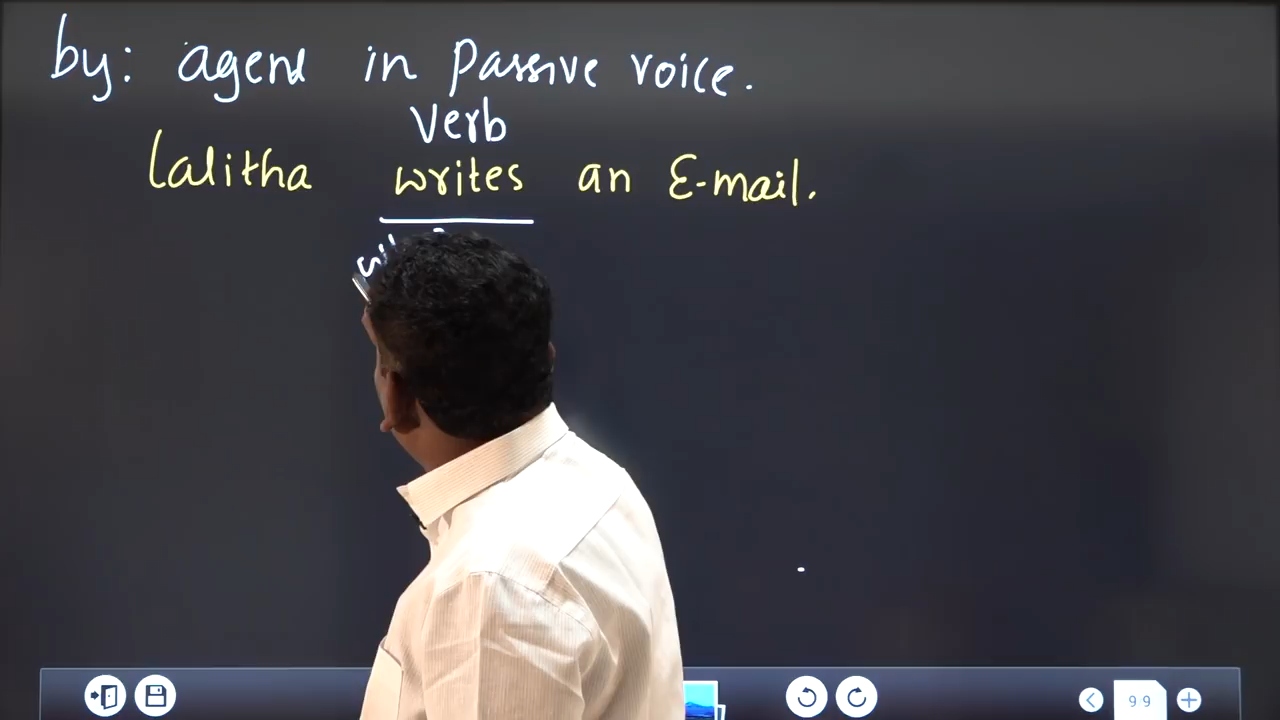 by: agent in passive voice.
verb
Lalitha writes an E-mail.
99